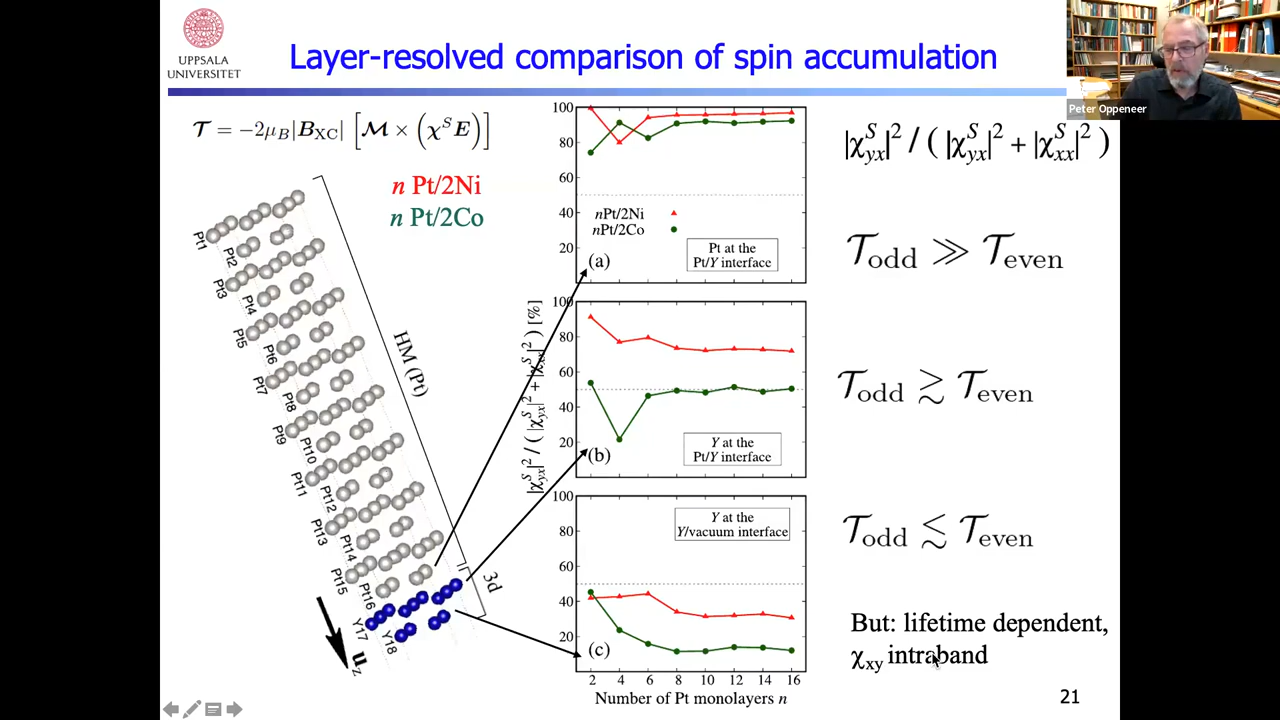 UPPSALA
UNIVERSITET
Layer-resolved comparison of spin accumulation
Peter Oppeneer
𝓣 = −2μ_B|B_XC| [𝓜 × (χ^S E)]
n Pt/2Ni
n Pt/2Co
Pt1
Pt2
Pt3
Pt4
Pt5
Pt6
Pt7
Pt8
Pt9
Pt10
Pt11
Pt12
Pt13
Pt14
Pt15
Pt16
Y17
Y18
HM (Pt)
3d
u_z
|χ^S_yx|² / ( |χ^S_yx|² + |χ^S_xx|² ) [%]
100
80
60
40
20
nPt/2Ni
nPt/2Co
Pt at the
Pt/Y interface
(a)
100
80
60
40
20
Y at the
Pt/Y interface
(b)
100
80
60
40
20
Y at the
Y/vacuum interface
(c)
2 4 6 8 10 12 14 16
Number of Pt monolayers n
|χ^S_yx|² / ( |χ^S_yx|² + |χ^S_xx|² )
𝓣_odd ≫ 𝓣_even
𝓣_odd ≳ 𝓣_even
𝓣_odd ≲ 𝓣_even
But: lifetime dependent,
χ_xy intraband
21